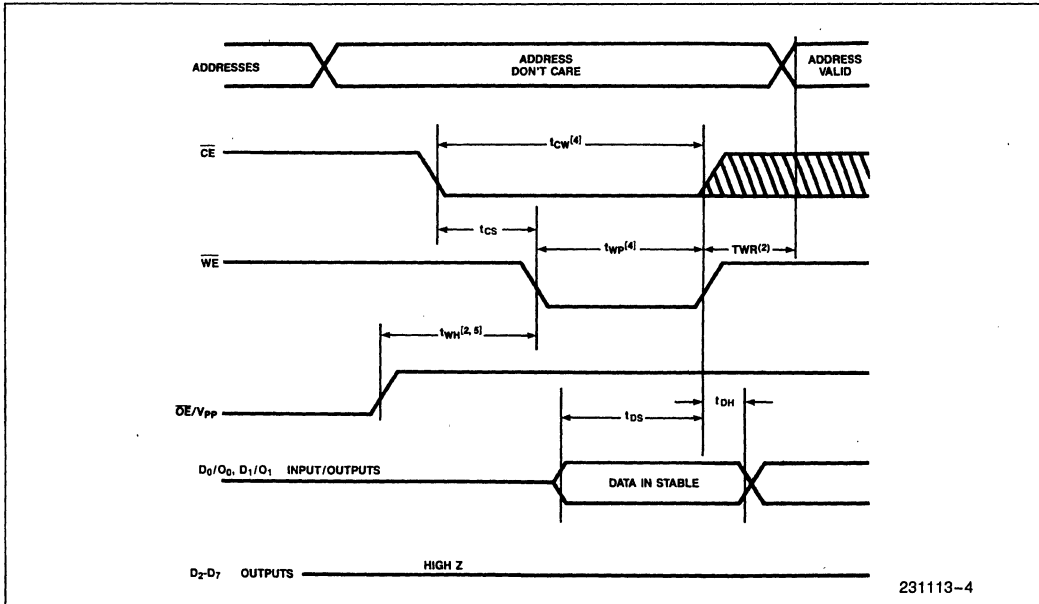 ADDRESSES
ADDRESS
DON'T CARE
ADDRESS
VALID
CE
tCW[4]
tCS
tWP[4]
TWR(2)
WE
tWH[2, 5]
OE/VPP
tDS
tDH
D0/O0, D1/O1 INPUT/OUTPUTS
DATA IN STABLE
D2-D7 OUTPUTS
HIGH Z
231113-4